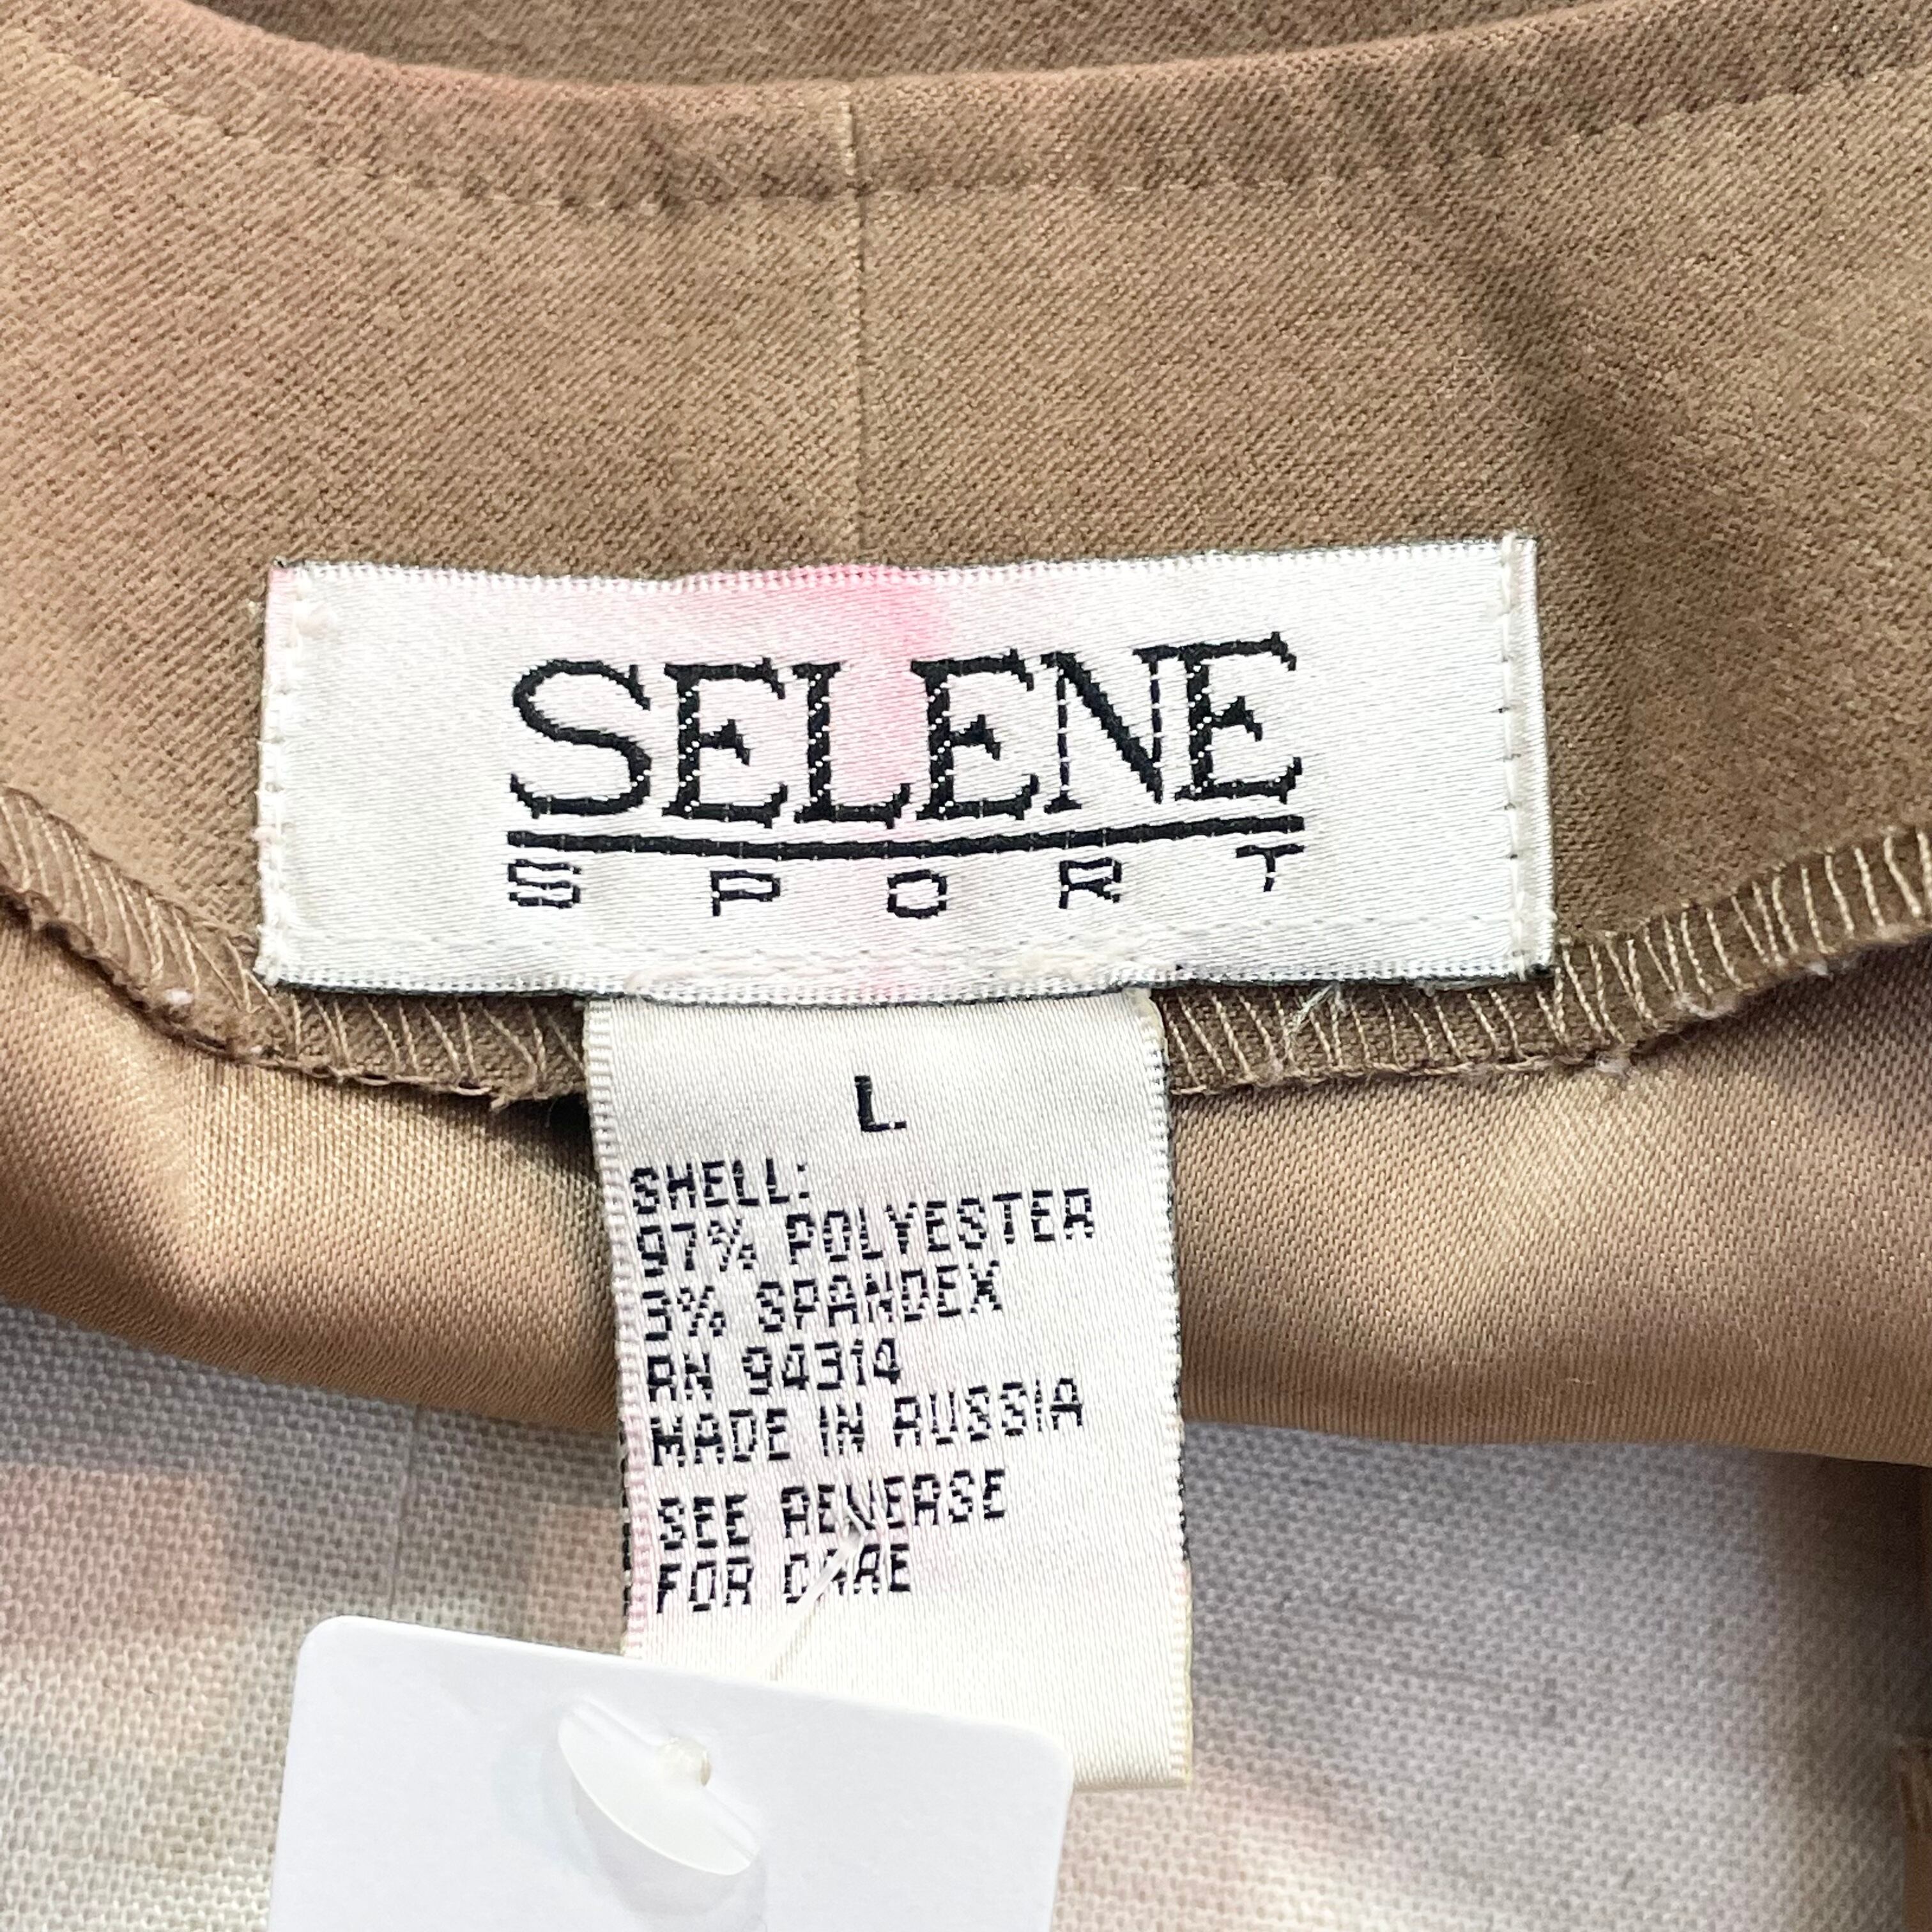 SELENE
SPORT
L
SHELL:
97% POLYESTER
3% SPANDEX
RN 94314
MADE IN RUSSIA
SEE REVERSE
FOR CARE